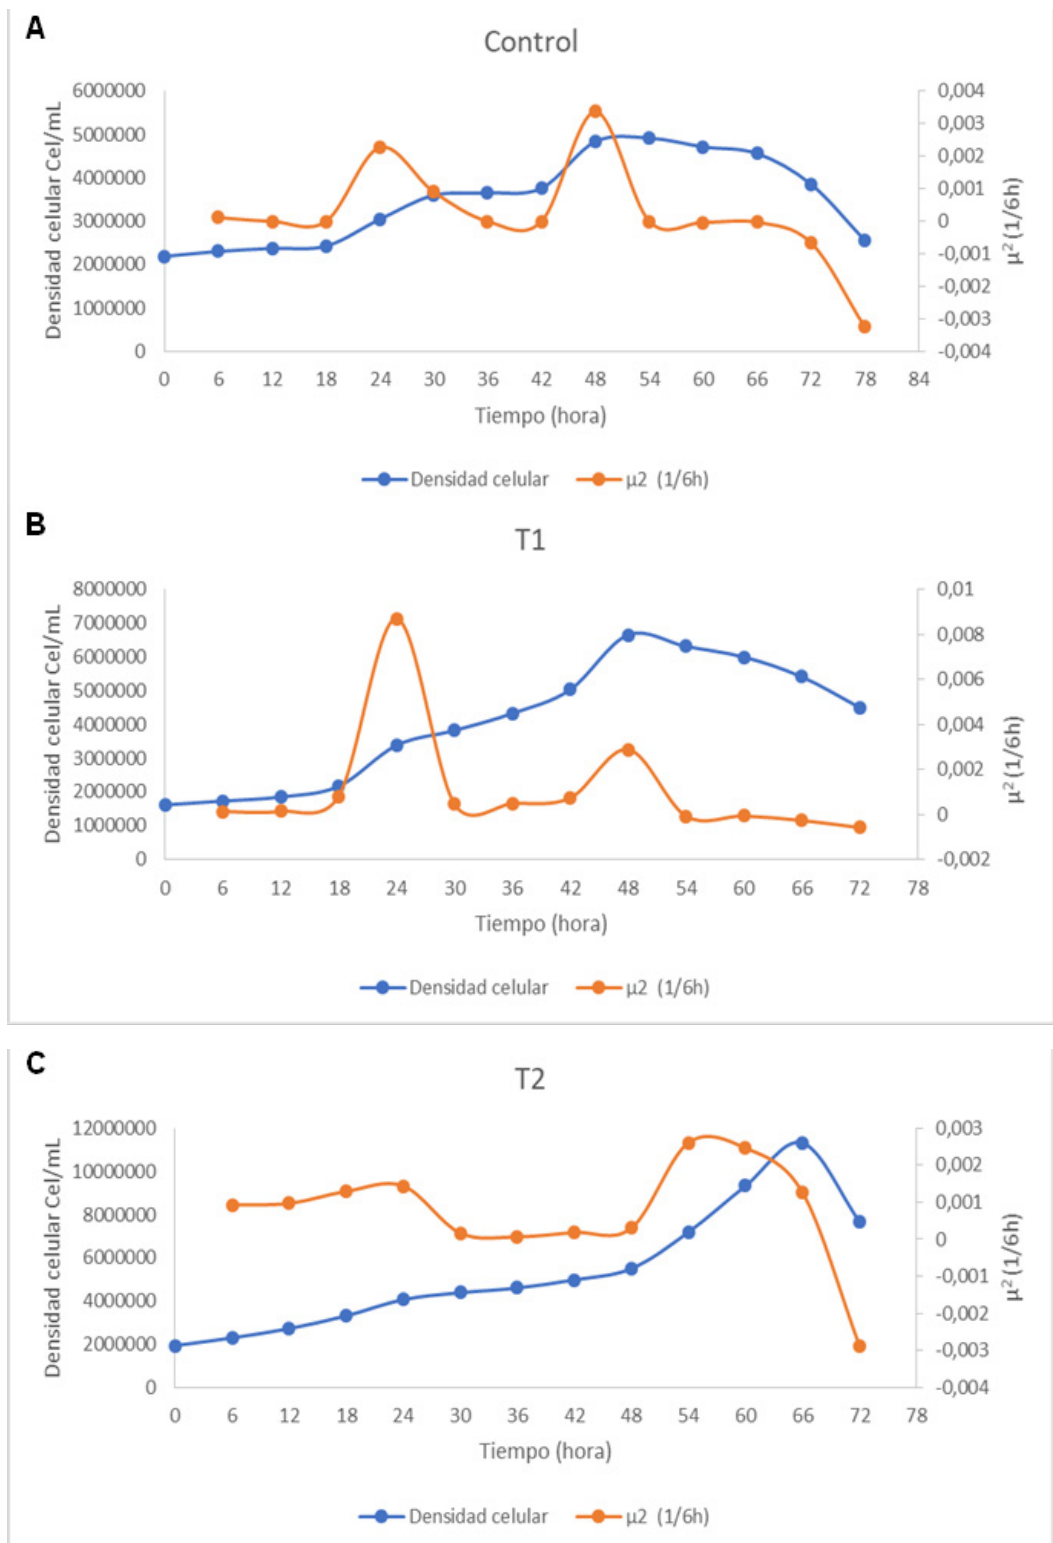 A
Control
Densidad celular Cel/mL
6000000
5000000
4000000
3000000
2000000
1000000
0
0,004
0,003
0,002
0,001
0
-0,001
-0,002
-0,003
-0,004
µ² (1/6h)
0 6 12 18 24 30 36 42 48 54 60 66 72 78 84
Tiempo (hora)
Densidad celular µ2 (1/6h)
B
T1
Densidad celular Cel/mL
8000000
7000000
6000000
5000000
4000000
3000000
2000000
1000000
0
0,01
0,008
0,006
0,004
0,002
0
-0,002
µ² (1/6h)
0 6 12 18 24 30 36 42 48 54 60 66 72 78
Tiempo (hora)
Densidad celular µ2 (1/6h)
C
T2
Densidad celular Cel/mL
12000000
10000000
8000000
6000000
4000000
2000000
0
0,003
0,002
0,001
0
-0,001
-0,002
-0,003
-0,004
µ² (1/6h)
0 6 12 18 24 30 36 42 48 54 60 66 72 78
Tiempo (hora)
Densidad celular µ2 (1/6h)